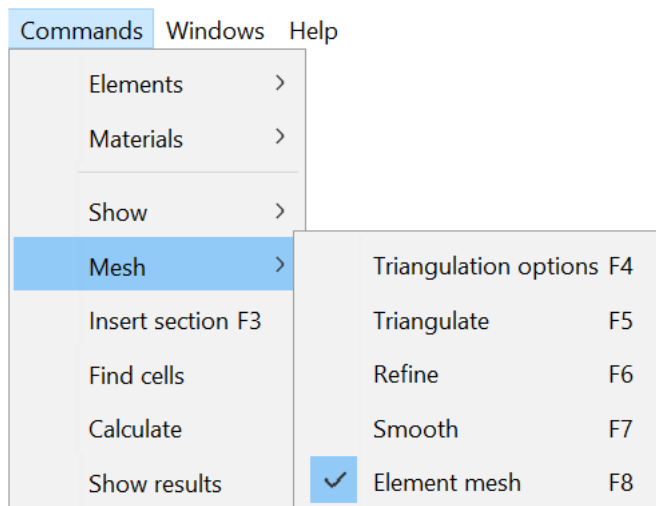 Commands Windows Help
Elements
Materials
Show
Mesh
Insert section F3
Find cells
Calculate
Show results
Triangulation options F4
Triangulate F5
Refine F6
Smooth F7
Element mesh F8